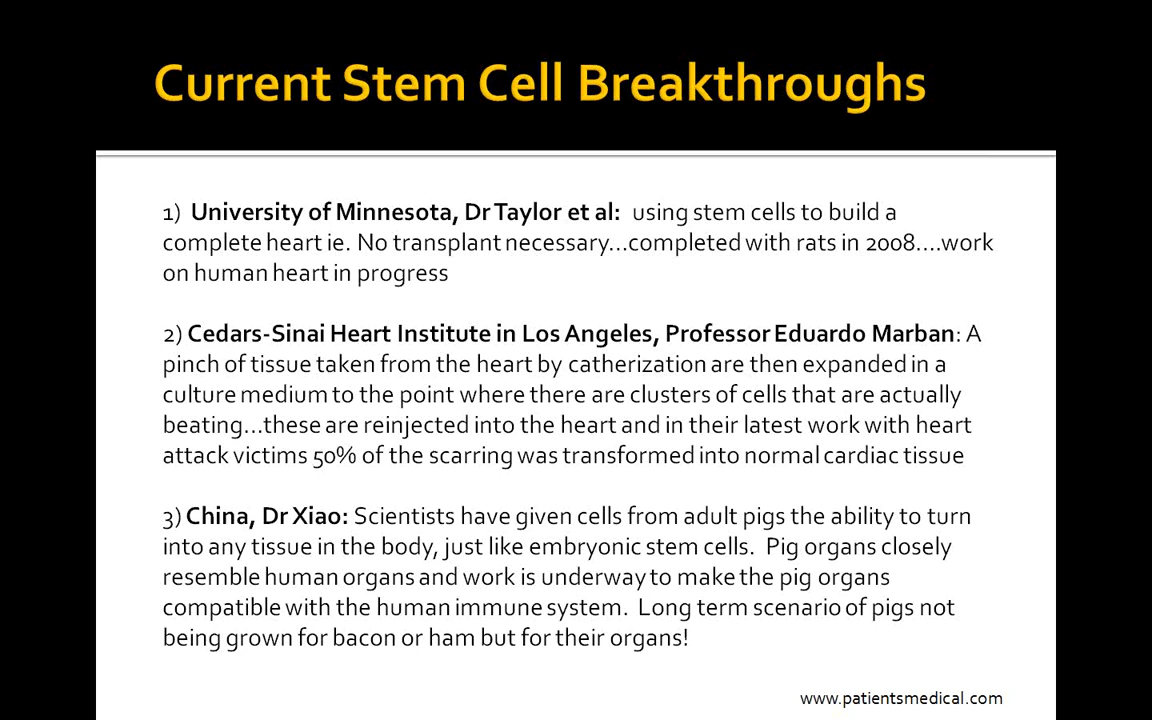 Current Stem Cell Breakthroughs
1) University of Minnesota, Dr Taylor et al: using stem cells to build a
complete heart ie. No transplant necessary...completed with rats in 2008....work
on human heart in progress
2) Cedars-Sinai Heart Institute in Los Angeles, Professor Eduardo Marban: A
pinch of tissue taken from the heart by catherization are then expanded in a
culture medium to the point where there are clusters of cells that are actually
beating...these are reinjected into the heart and in their latest work with heart
attack victims 50% of the scarring was transformed into normal cardiac tissue
3) China, Dr Xiao: Scientists have given cells from adult pigs the ability to turn
into any tissue in the body, just like embryonic stem cells. Pig organs closely
resemble human organs and work is underway to make the pig organs
compatible with the human immune system. Long term scenario of pigs not
being grown for bacon or ham but for their organs!
www.patientsmedical.com